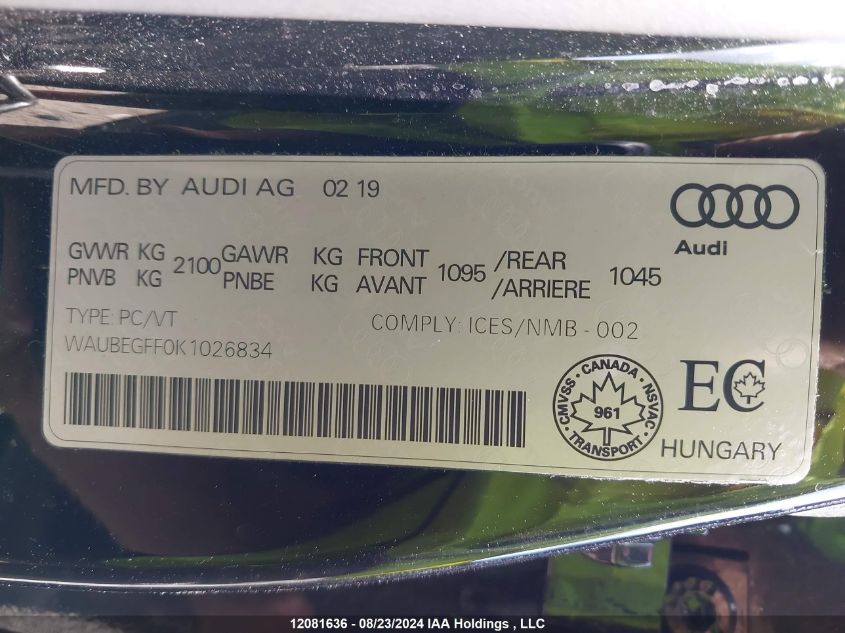 MFD. BY AUDI AG 02 19
Audi
GVWR KG 2100 GAWR KG FRONT 1095 /REAR 1045
PNVB KG PNBE KG AVANT /ARRIERE
TYPE: PC/VT COMPLY: ICES/NMB - 002
WAUBEGFF0K1026834
CMVSS · CANADA · NSVAC · TRANSPORT ·
961
EC
HUNGARY
12081636 - 08/23/2024 IAA Holdings , LLC